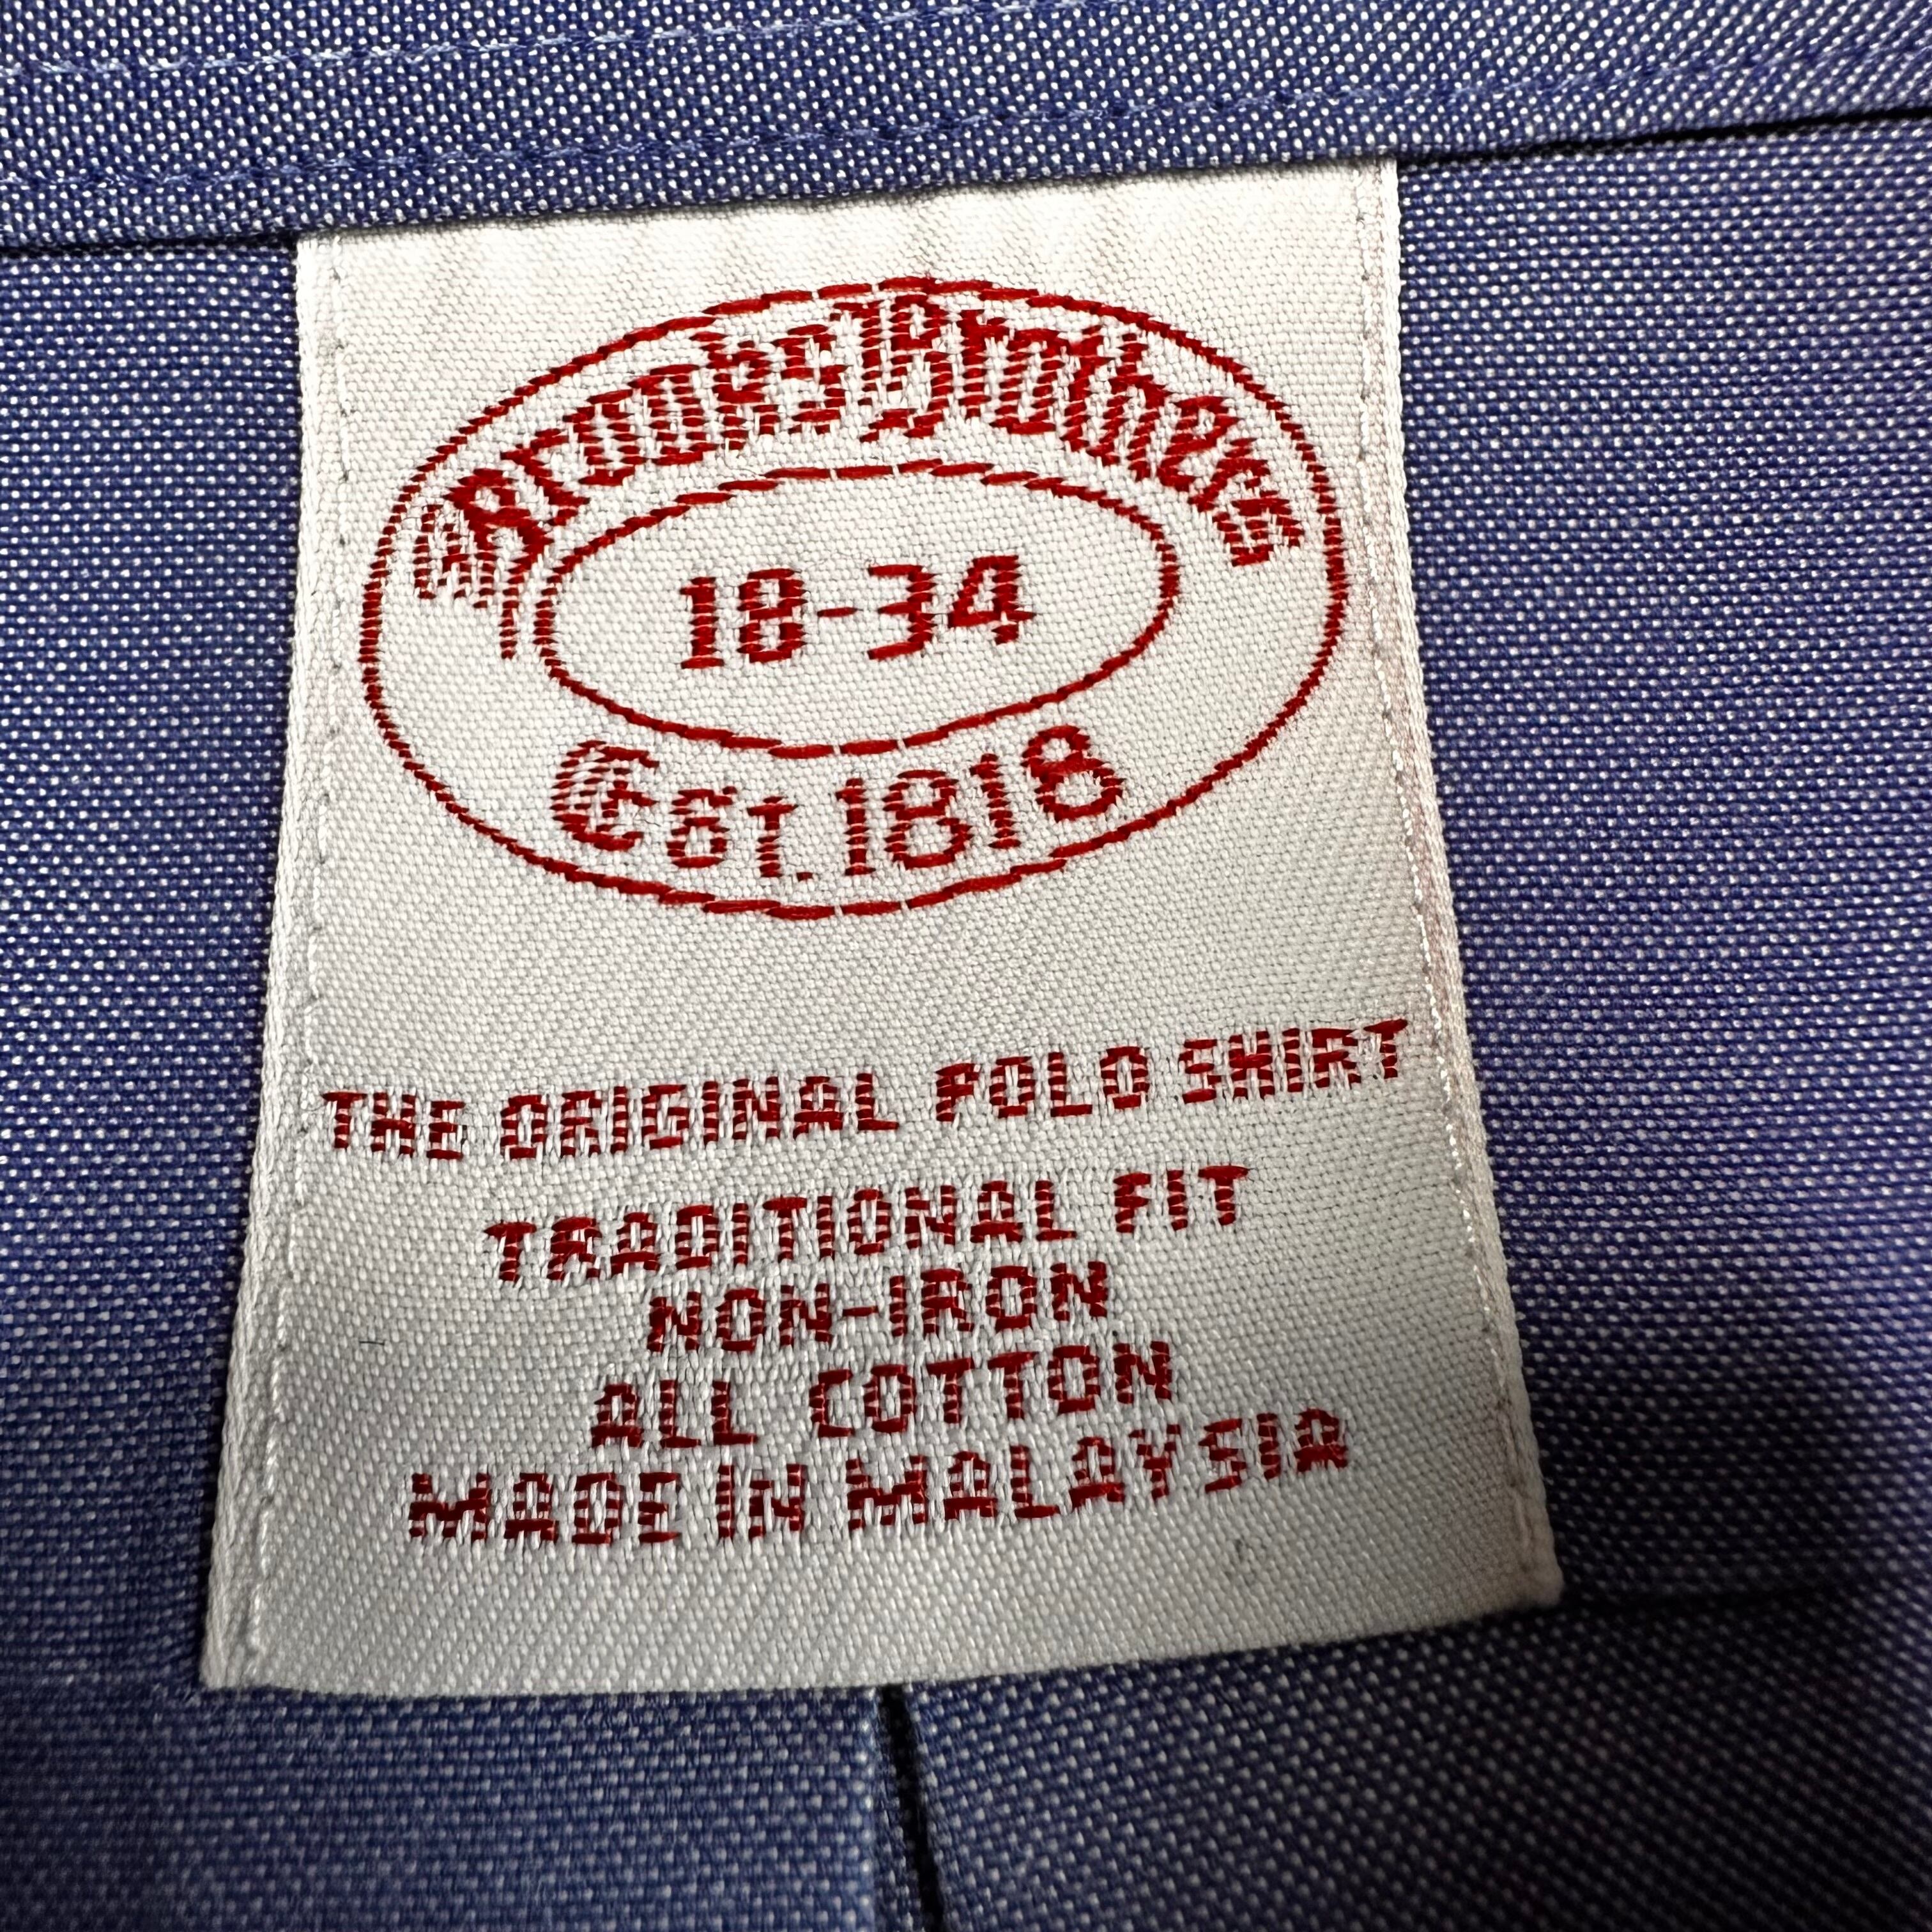 Brooks Brothers
18-34
Est. 1818
THE ORIGINAL POLO SHIRT
TRADITIONAL FIT
NON-IRON
ALL COTTON
MADE IN MALAYSIA